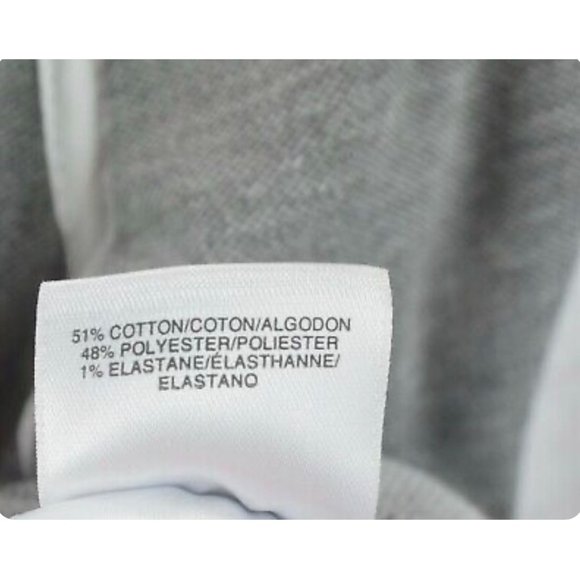 51% COTTON/COTON/ALGODON
48% POLYESTER/POLIESTER
1% ELASTANE/ÉLASTHANNE/
ELASTANO